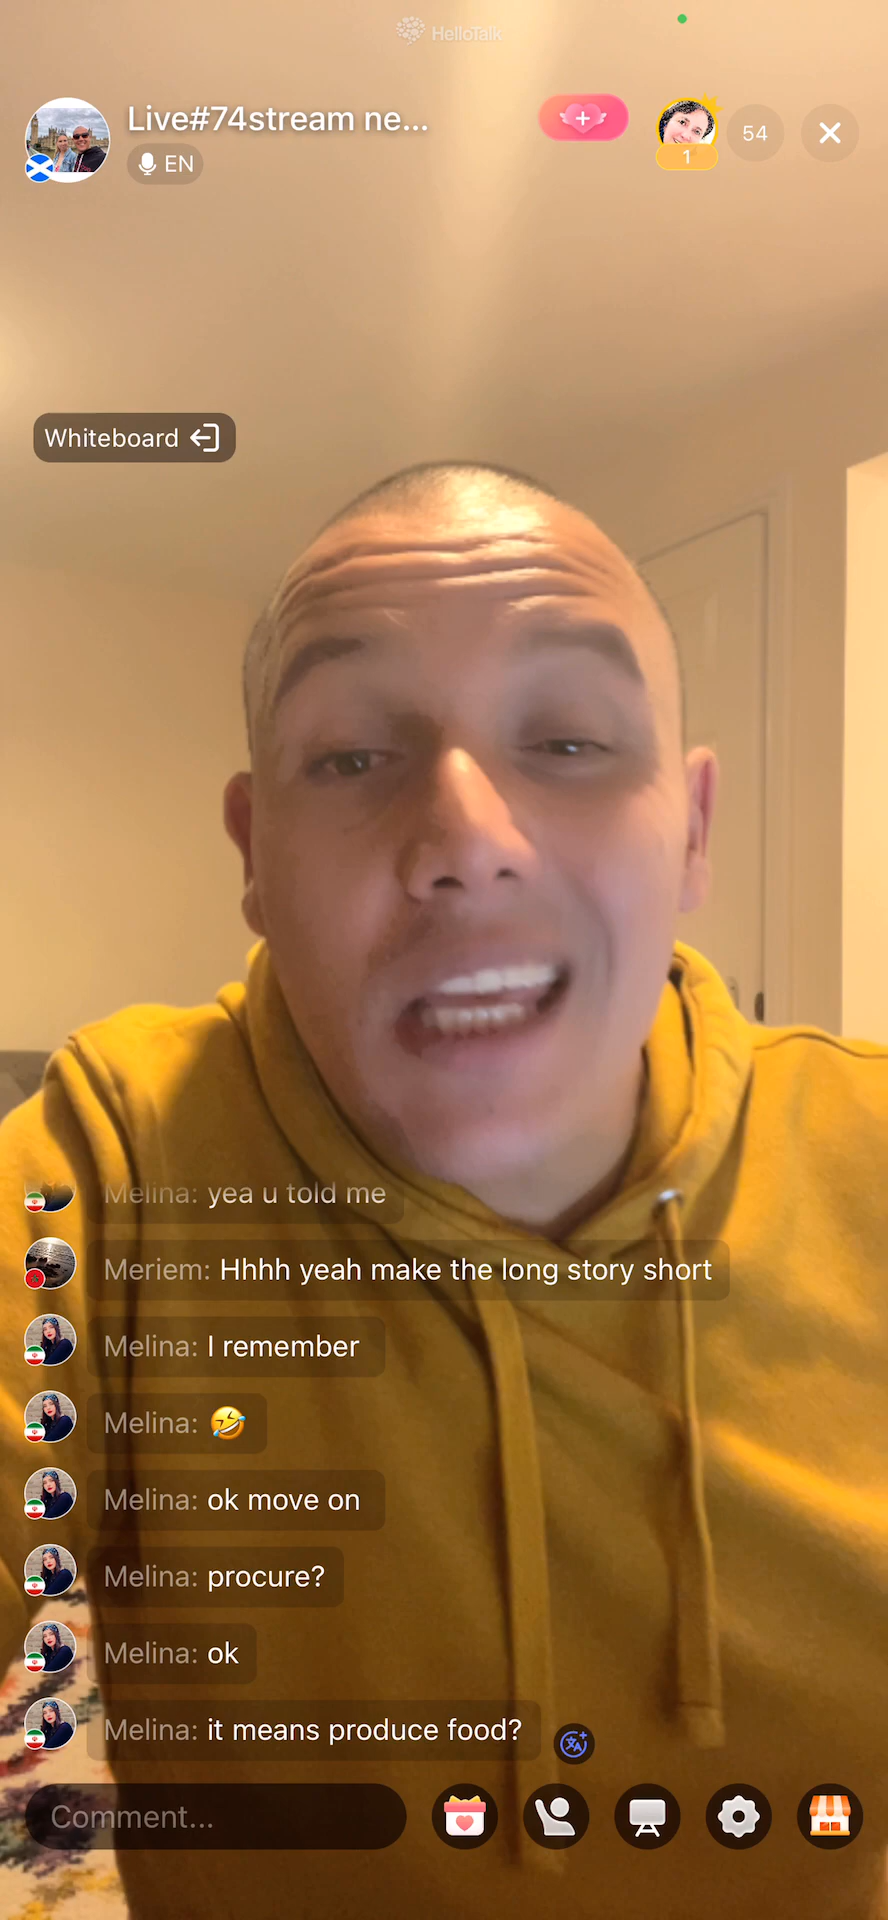 HelloTalk
Live#74stream ne...
EN
1
54
Whiteboard
Melina: yea u told me
Meriem: Hhhh yeah make the long story short
Melina: I remember
Melina: 🤣
Melina: ok move on
Melina: procure?
Melina: ok
Melina: it means produce food?
Comment...